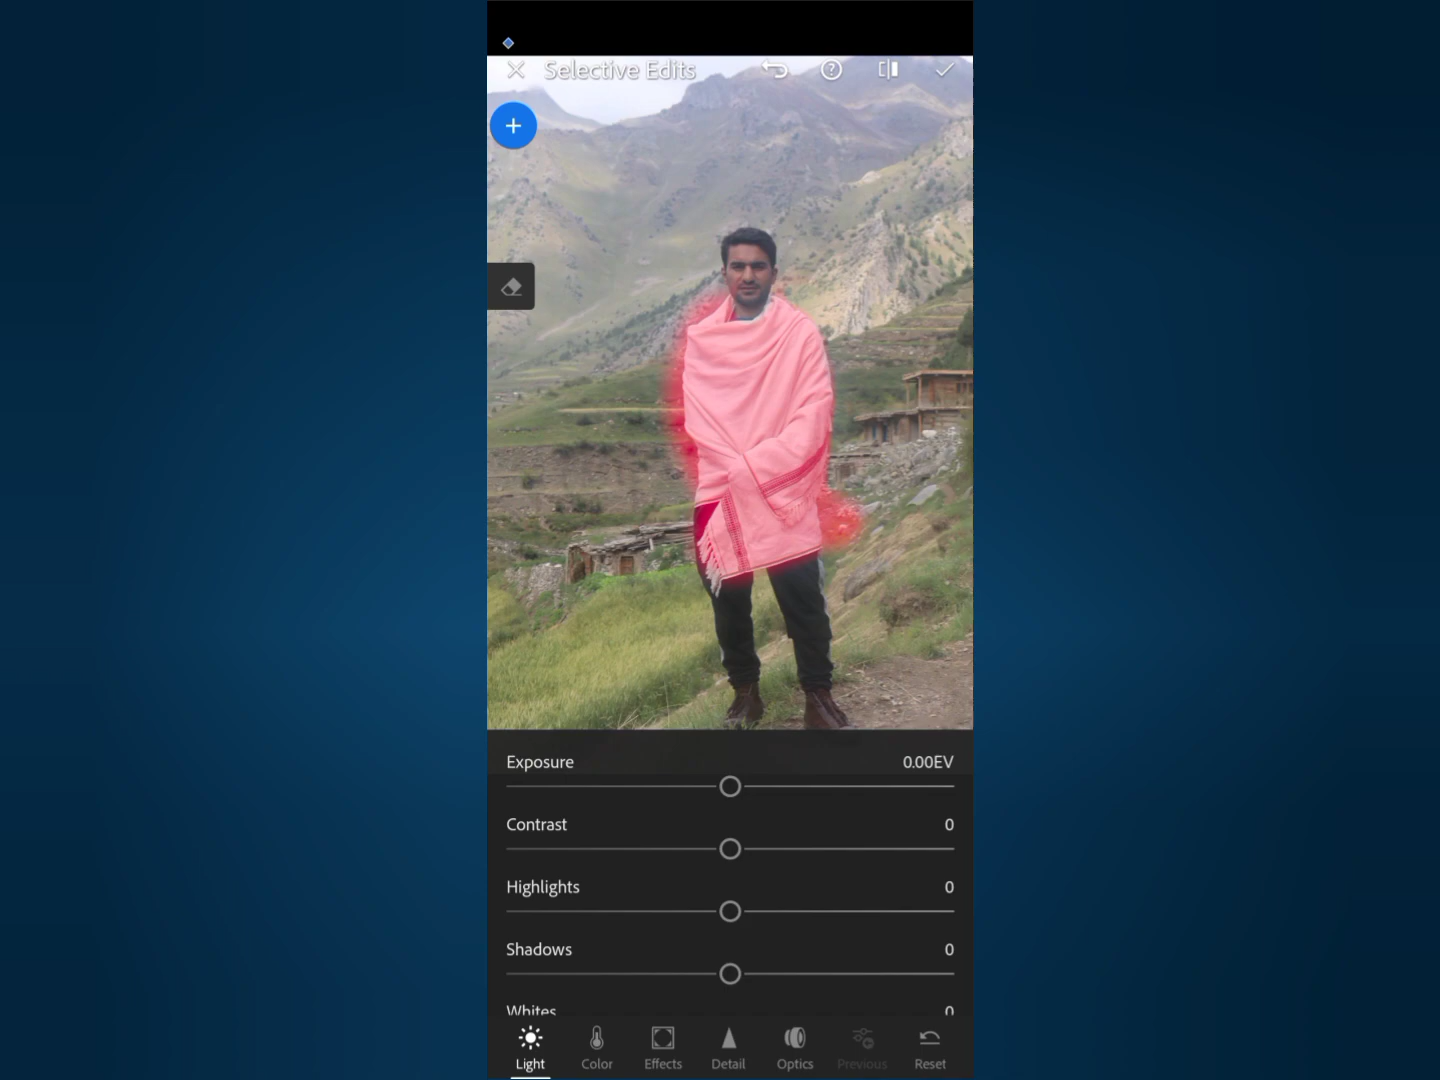 Selective Edits
Exposure 0.00EV
Contrast 0
Highlights 0
Shadows 0
Whites 0
Light Color Effects Detail Optics Previous Reset